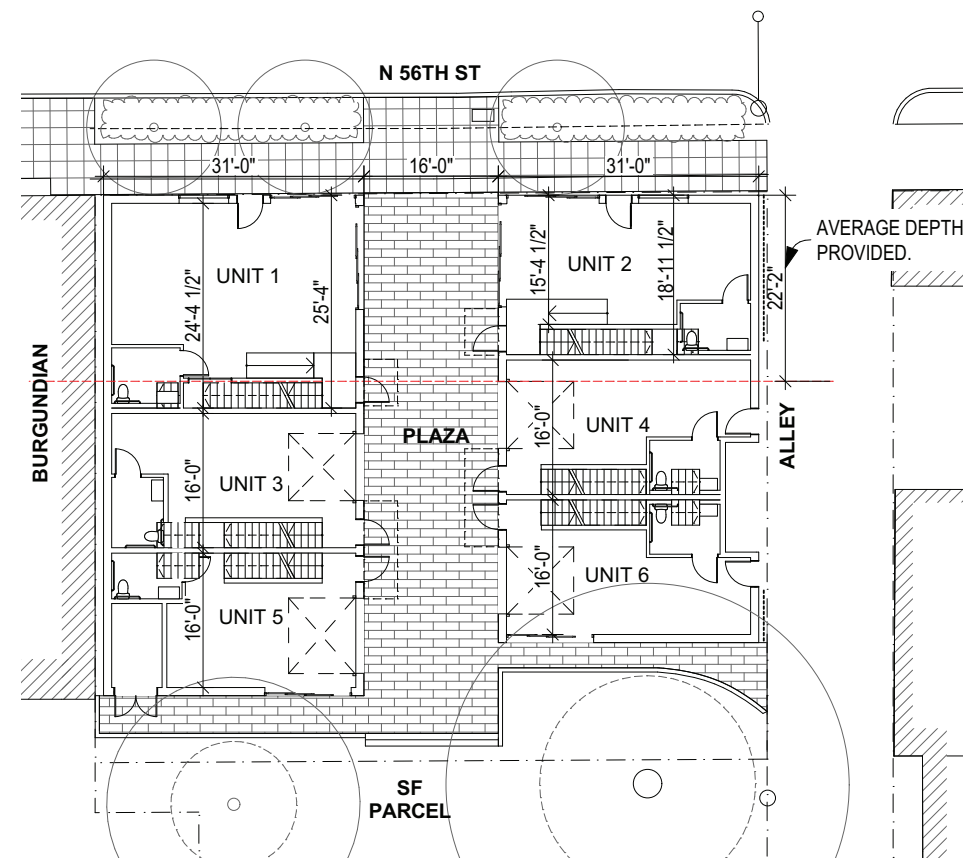 N 56TH ST
31'-0"
16'-0"
31'-0"
AVERAGE DEPTH
PROVIDED.
UNIT 1
24'-4 1/2"
25'-4"
UNIT 2
15'-4 1/2"
18'-11 1/2"
22'-2"
BURGUNDIAN
PLAZA
ALLEY
UNIT 3
16'-0"
UNIT 4
16'-0"
UNIT 5
16'-0"
UNIT 6
16'-0"
SF
PARCEL